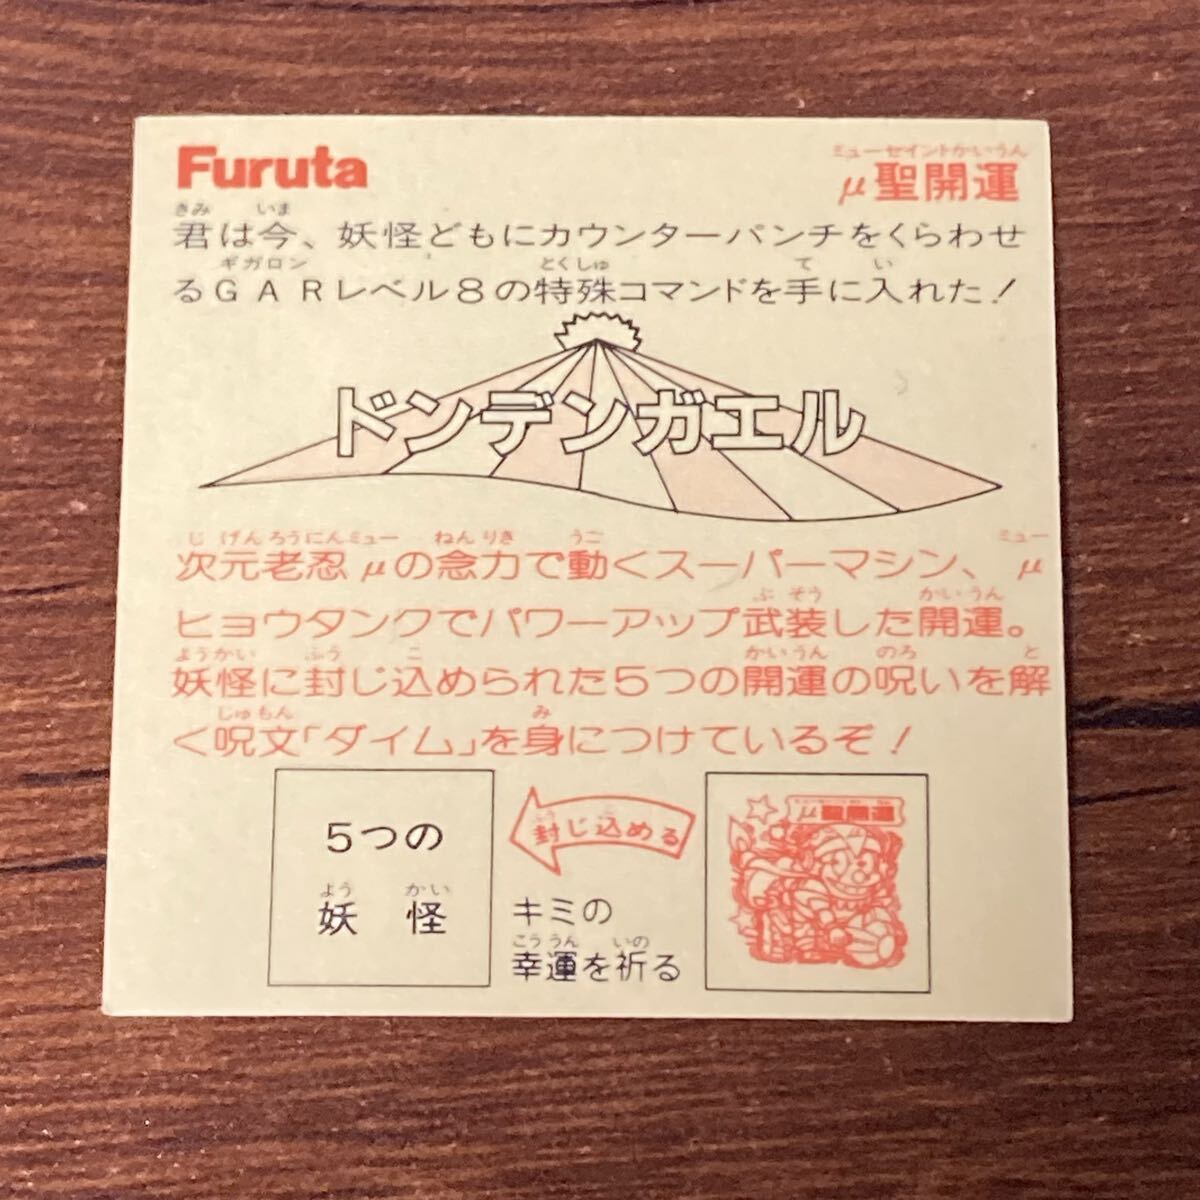 Furuta
ミューセイントかいうん
μ聖開運
きみ いま
君は今、妖怪どもにカウンターパンチをくらわせ
ギガロン とくしゅ て い
るGARレベル8の特殊コマンドを手に入れた！
ドンデンガエル
じげんろうにんミュー ねんりき うご ミュー
次元老忍μの念力で動くスーパーマシン、μ
ぶそう かいうん
ヒョウタンクでパワーアップ武装した開運。
ようかい ふう こ かいうん のろ と
妖怪に封じ込められた5つの開運の呪いを解
じゅもん み
く呪文「ダイム」を身につけているぞ！
5つの
よう かい
妖怪
ふう こ
封じ込める
キミの
こううん いの
幸運を祈る
μ聖開運